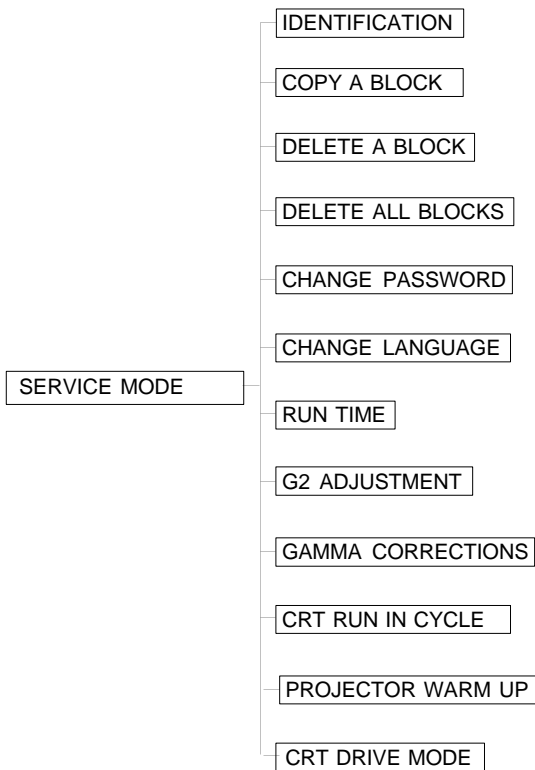 IDENTIFICATION
COPY A BLOCK
DELETE A BLOCK
DELETE ALL BLOCKS
CHANGE PASSWORD
CHANGE LANGUAGE
SERVICE MODE
RUN TIME
G2 ADJUSTMENT
GAMMA CORRECTIONS
CRT RUN IN CYCLE
PROJECTOR WARM UP
CRT DRIVE MODE